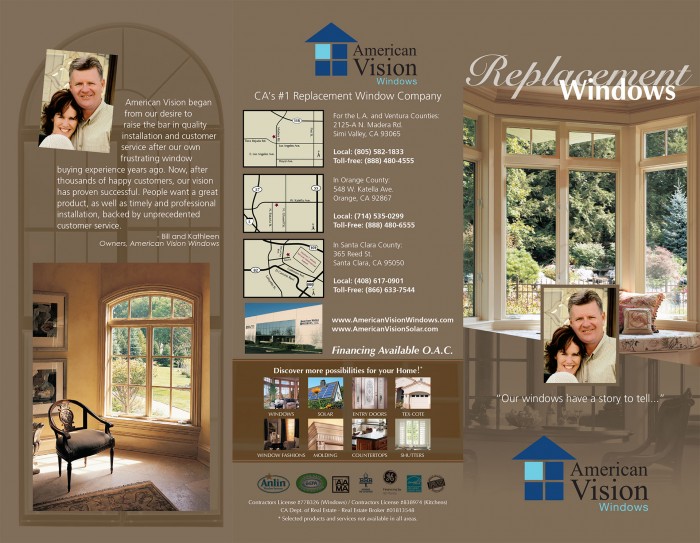 American Vision began
from our desire to
raise the bar in quality
installation and customer
service after our own
frustrating window
buying experience years ago. Now, after
thousands of happy customers, our vision
has proven successful. People want a great
product, as well as timely and professional
installation, backed by unprecedented
customer service.
- Bill and Kathleen
Owners, American Vision Windows
American
Vision
Windows
CA's #1 Replacement Window Company
For the L.A. and Ventura Counties:
2125-A N. Madera Rd.
Simi Valley, CA 93065
Local: (805) 582-1833
Toll-free: (888) 480-4555
In Orange County:
548 W. Katella Ave.
Orange, CA 92867
Local: (714) 535-0299
Toll-free: (888) 480-6555
In Santa Clara County:
365 Reed St.
Santa Clara, CA 95050
Local: (408) 617-0901
Toll-Free: (866) 633-7544
www.AmericanVisionWindows.com
www.AmericanVisionSolar.com
Financing Available O.A.C.
Discover more possibilities for your Home!*
WINDOWS SOLAR ENTRY DOORS TEX-COTE
WINDOW FASHIONS MOLDING COUNTERTOPS SHUTTERS
Anlin
AAMA
Contractors License #778326 (Windows) / Contractors License #838974 (Kitchens)
CA Dept. of Real Estate - Real Estate Broker #01813148
* Selected products and services not available in all areas.
Replacement
Windows
"Our windows have a story to tell..."
American
Vision
Windows